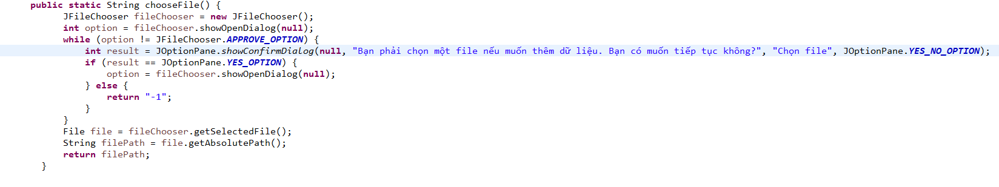 public static String chooseFile() {
JFileChooser fileChooser = new JFileChooser();
int option = fileChooser.showOpenDialog(null);
while (option != JFileChooser.APPROVE_OPTION) {
int result = JOptionPane.showConfirmDialog(null, "Bạn phải chọn một file nếu muốn thêm dữ liệu. Bạn có muốn tiếp tục không?", "Chọn file", JOptionPane.YES_NO_OPTION);
if (result == JOptionPane.YES_OPTION) {
option = fileChooser.showOpenDialog(null);
} else {
return "-1";
}
}
File file = fileChooser.getSelectedFile();
String filePath = file.getAbsolutePath();
return filePath;
}